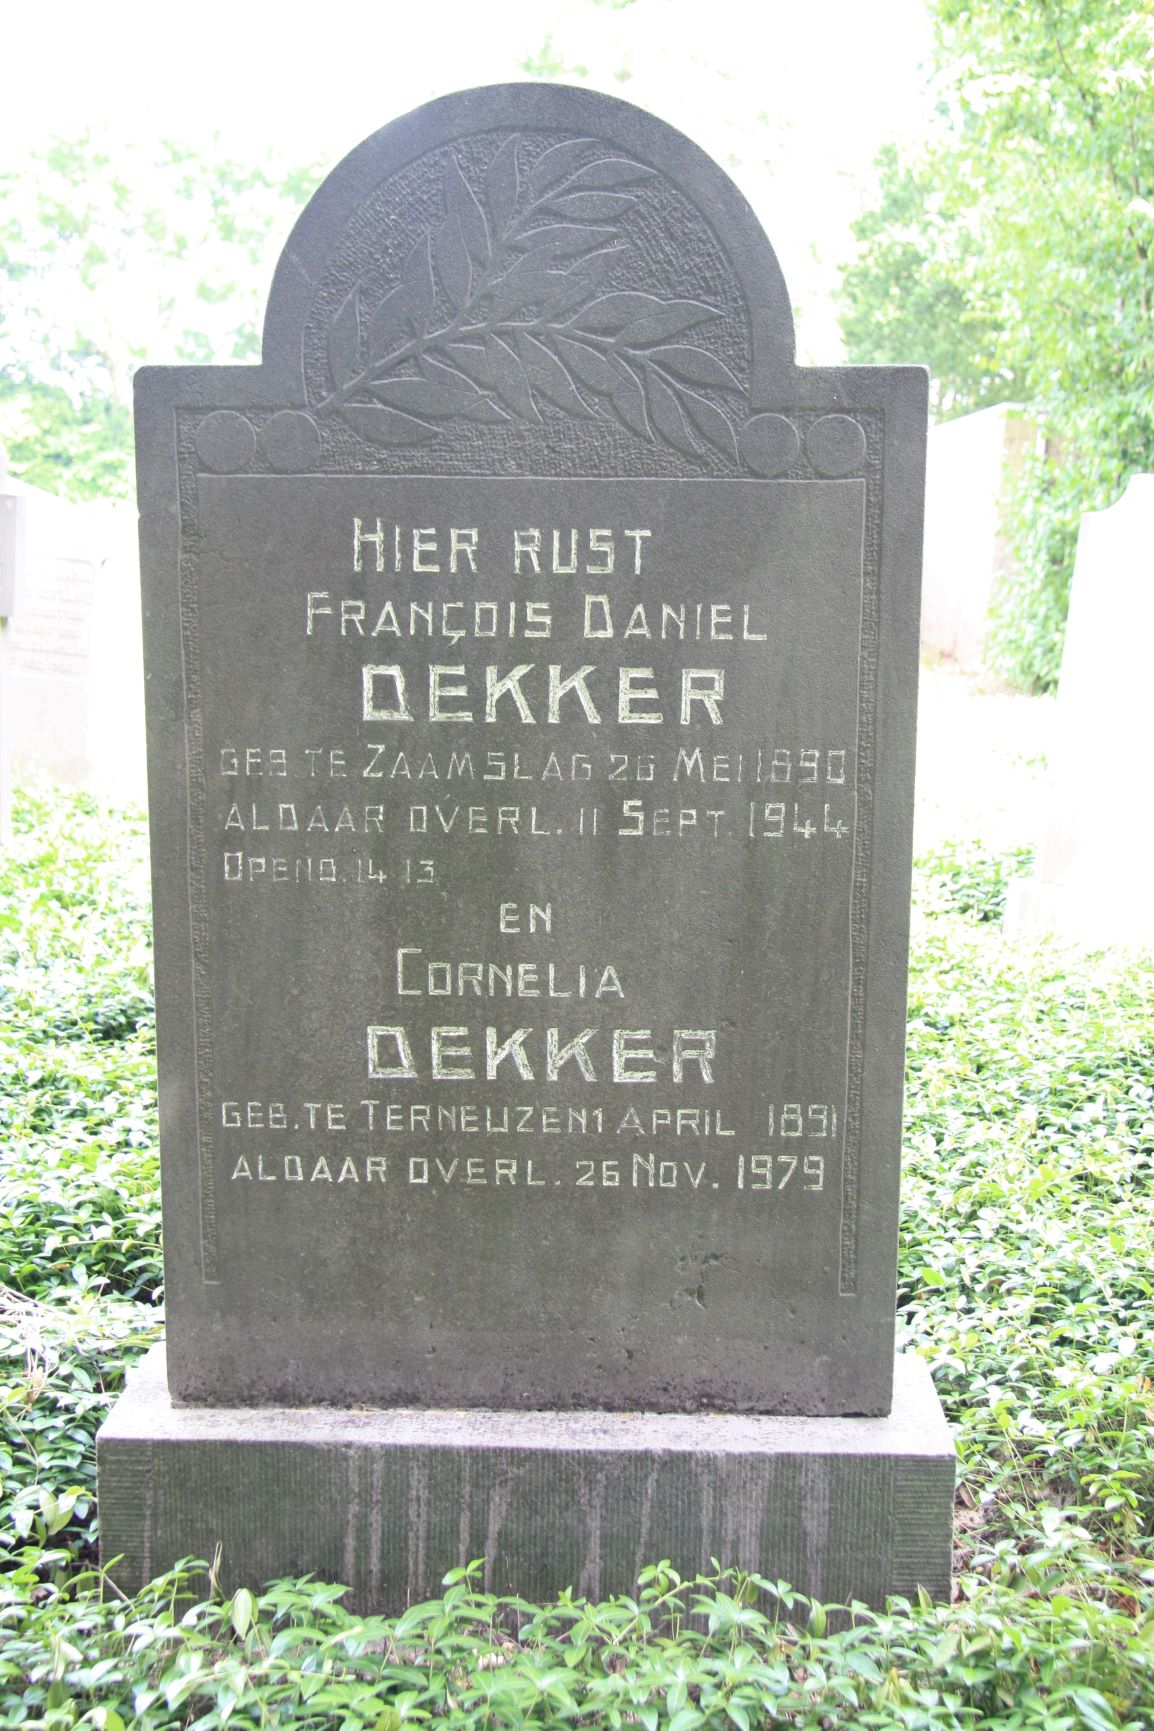 HIER RUST
FRANÇOIS DANIEL
DEKKER
GEB. TE ZAAMSLAG 26 MEI 1890
ALDAAR OVERL. 11 SEPT. 1944
OPENB. 14 13
EN
CORNELIA
DEKKER
GEB. TE TERNEUZEN 1 APRIL 1891
ALDAAR OVERL. 26 NOV. 1979